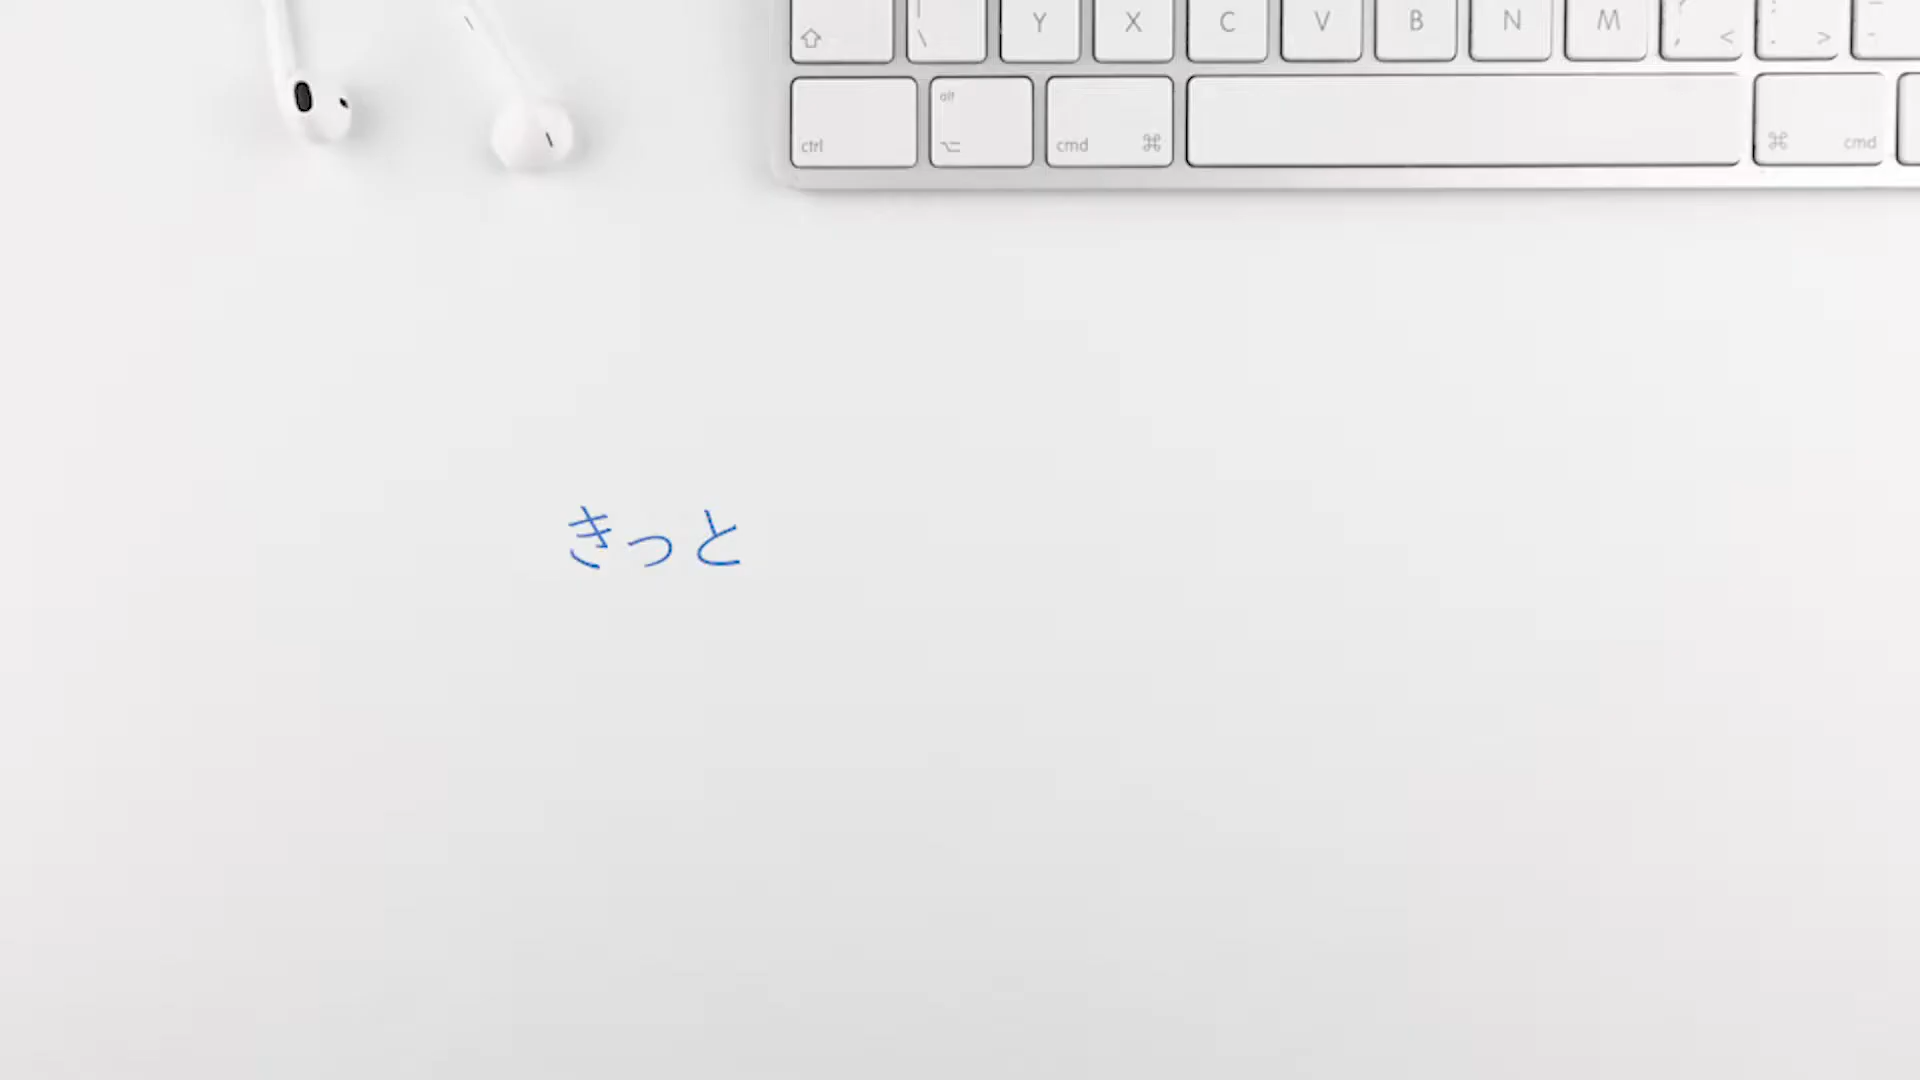 \
Y
X
C
V
B
N
M
, <
. >
-
ctrl
alt
cmd ⌘
⌘ cmd
きっと